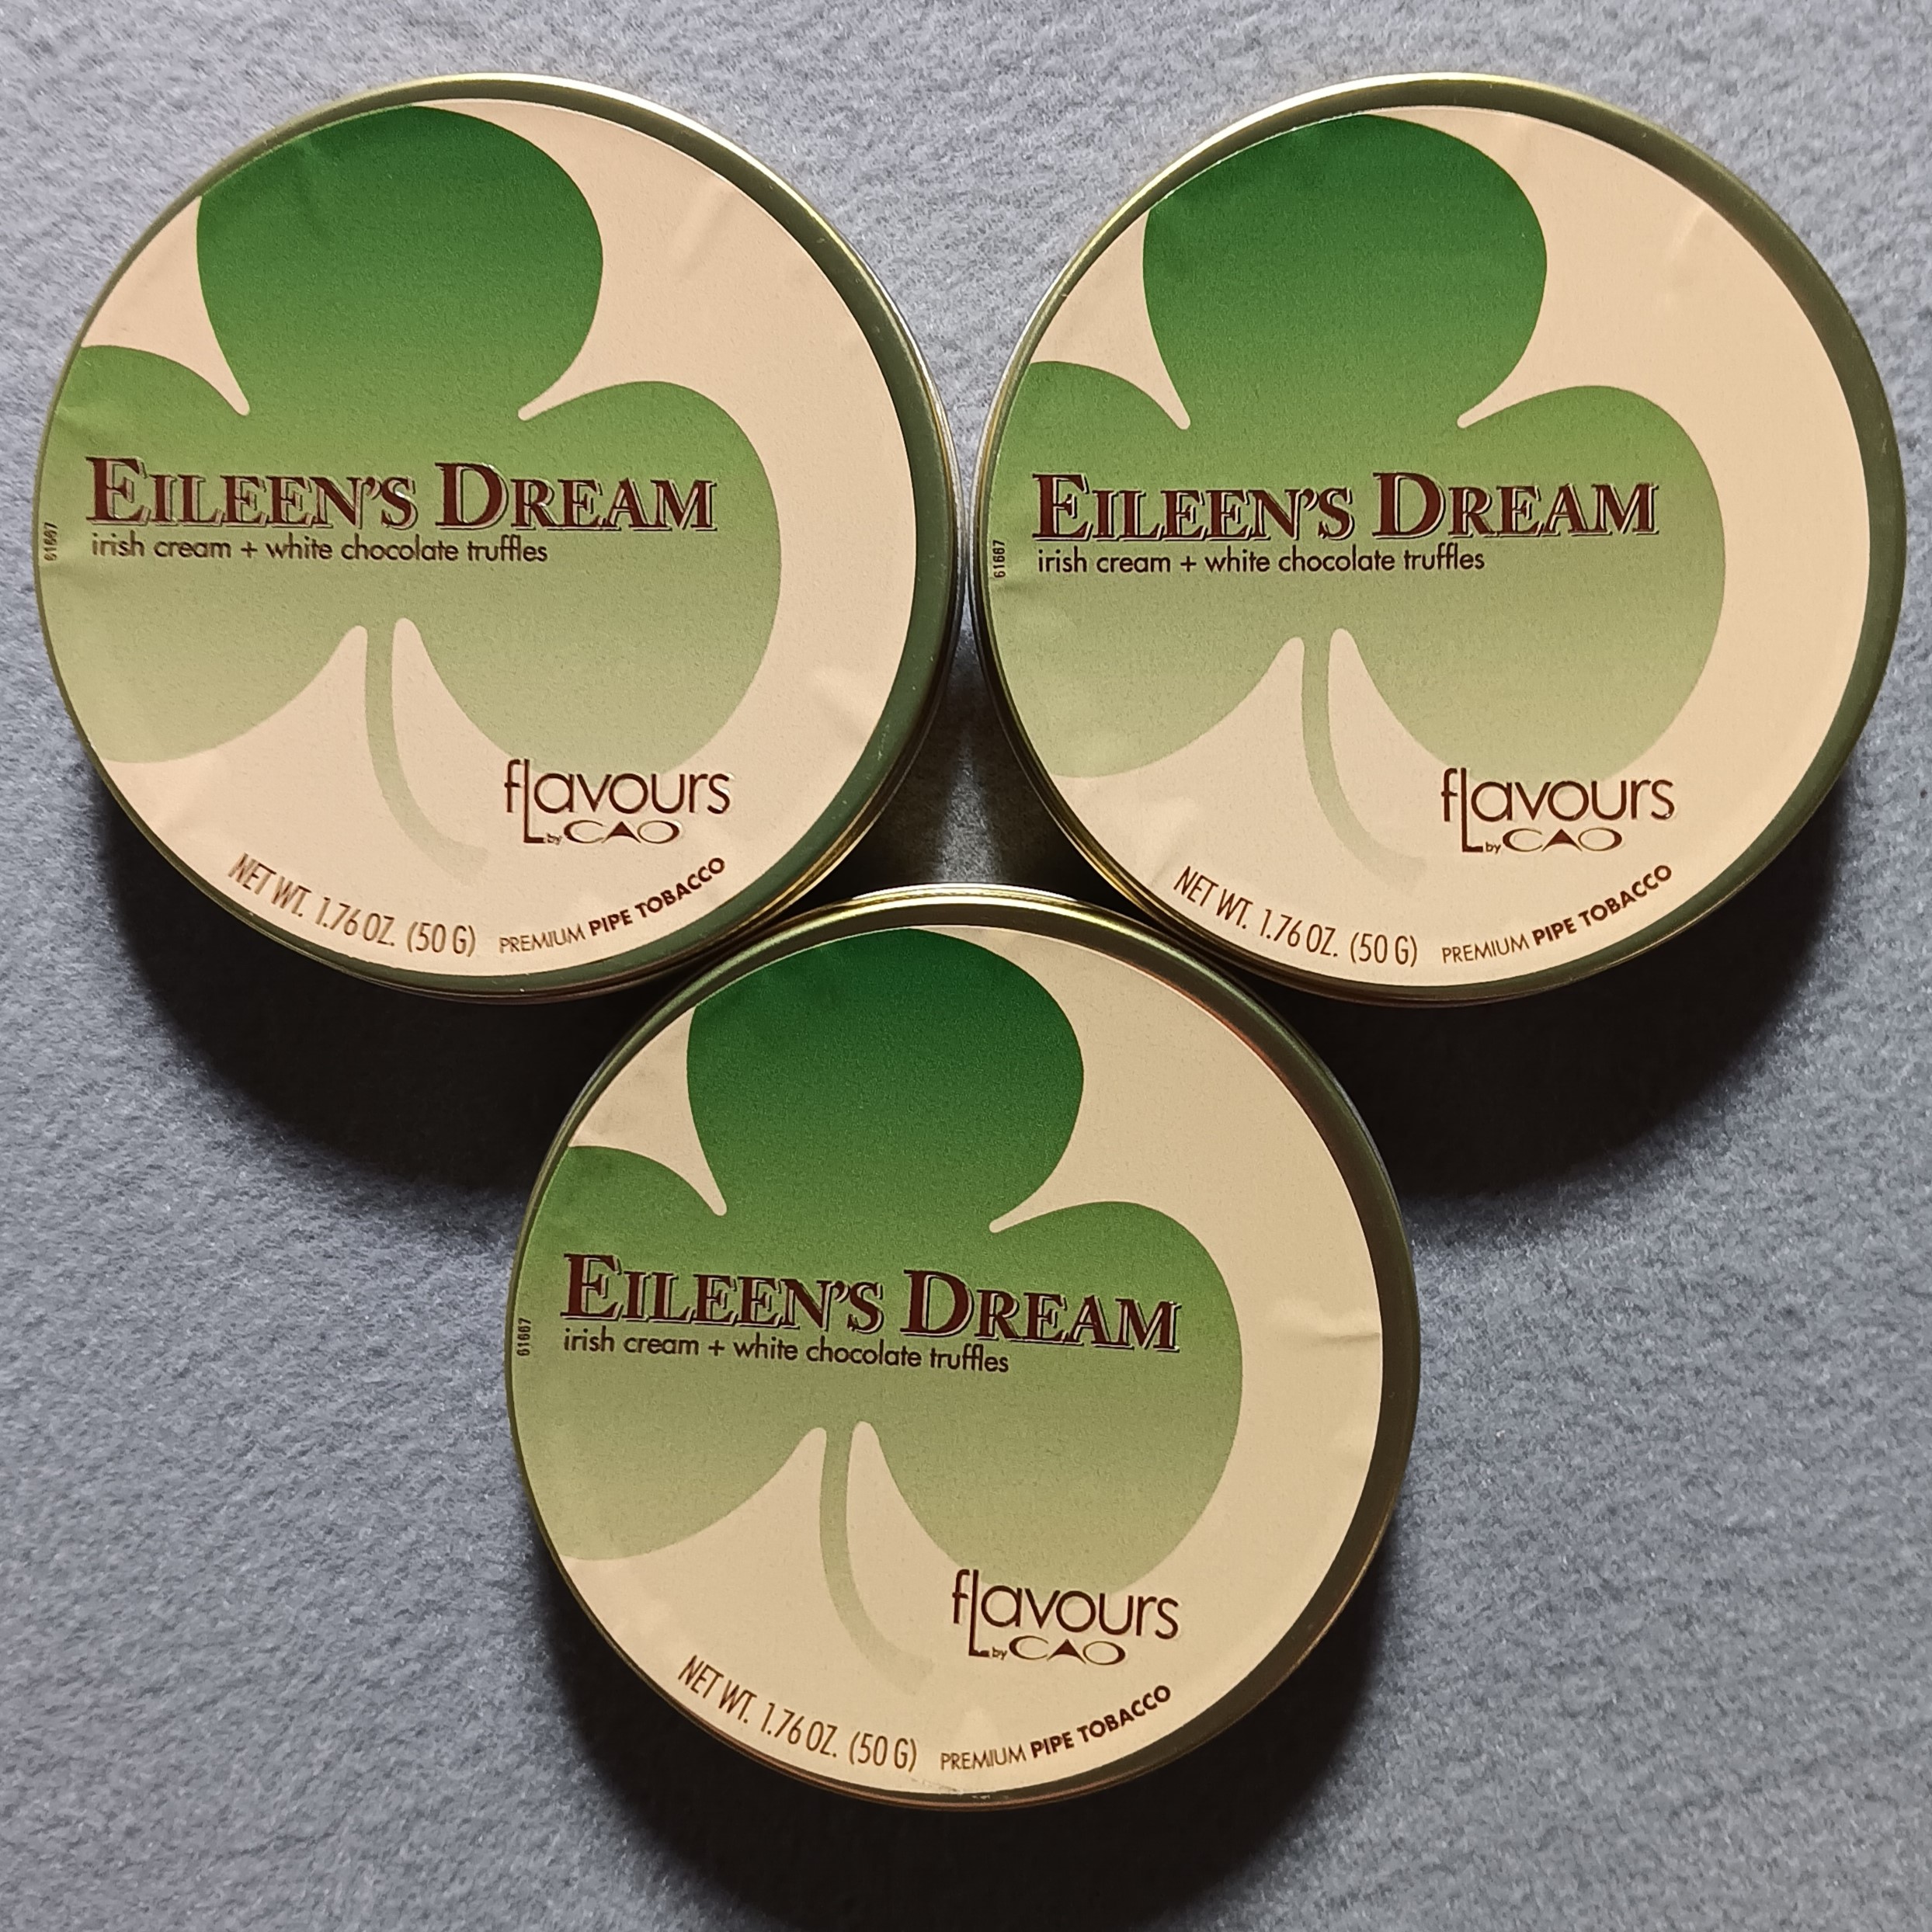 EILEEN'S DREAM
irish cream + white chocolate truffles
61667
flavours
by CAO
NET WT. 1.76 OZ. (50 G) PREMIUM PIPE TOBACCO
EILEEN'S DREAM
irish cream + white chocolate truffles
61667
flavours
by CAO
NET WT. 1.76 OZ. (50 G) PREMIUM PIPE TOBACCO
EILEEN'S DREAM
irish cream + white chocolate truffles
61667
flavours
by CAO
NET WT. 1.76 OZ. (50 G) PREMIUM PIPE TOBACCO